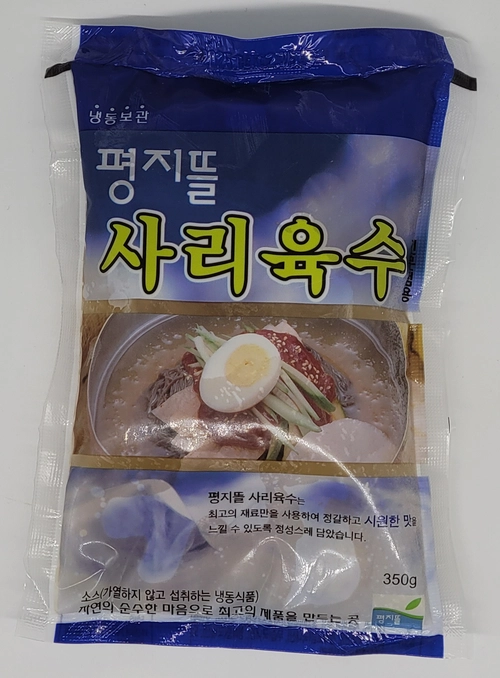 냉동보관
평지뜰
사리육수
평지뜰 사리육수는
최고의 재료만을 사용하여 정갈하고 시원한 맛을
느낄 수 있도록 정성스레 담았습니다.
350g
소스(가열하지 않고 섭취하는 냉동식품)
자연의 순수한 마음으로 최고의 제품을 만드는 곳
평지뜰